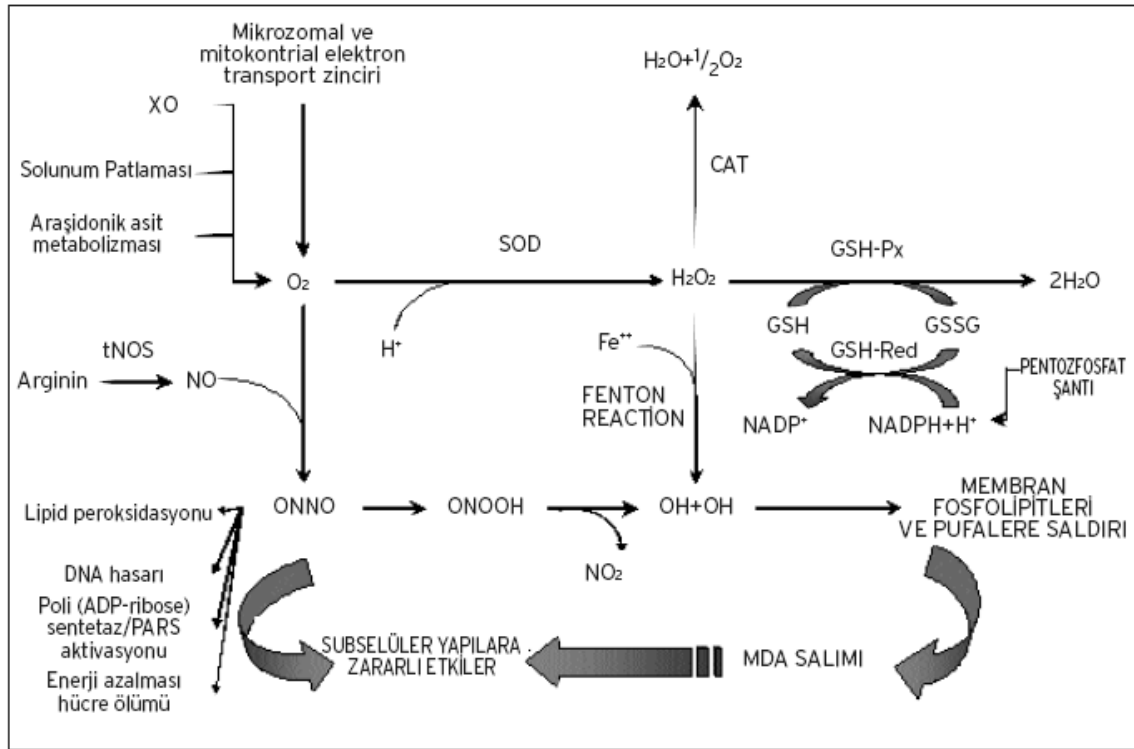 Mikrozomal ve
mitokontrial elektron
transport zinciri
H₂O+1/2O₂
XO
Solunum Patlaması
CAT
Araşidonik asit
metabolizması
SOD
GSH-Px
O₂
H₂O₂
2H₂O
GSH
GSSG
H⁺
Fe⁺⁺
GSH-Red
tNOS
Arginin
NO
PENTOZFOSFAT
ŞANTI
FENTON
REACTİON
NADP⁺
NADPH+H⁺
Lipid peroksidasyonu
ONNO
ONOOH
OH+OH
MEMBRAN
FOSFOLİPİTLERİ
VE PUFALERE SALDIRI
NO₂
DNA hasarı
Poli (ADP-ribose)
sentetaz/PARS
aktivasyonu
Enerji azalması
hücre ölümü
SUBSELÜLER YAPILARA
ZARARLI ETKİLER
MDA SALIMI